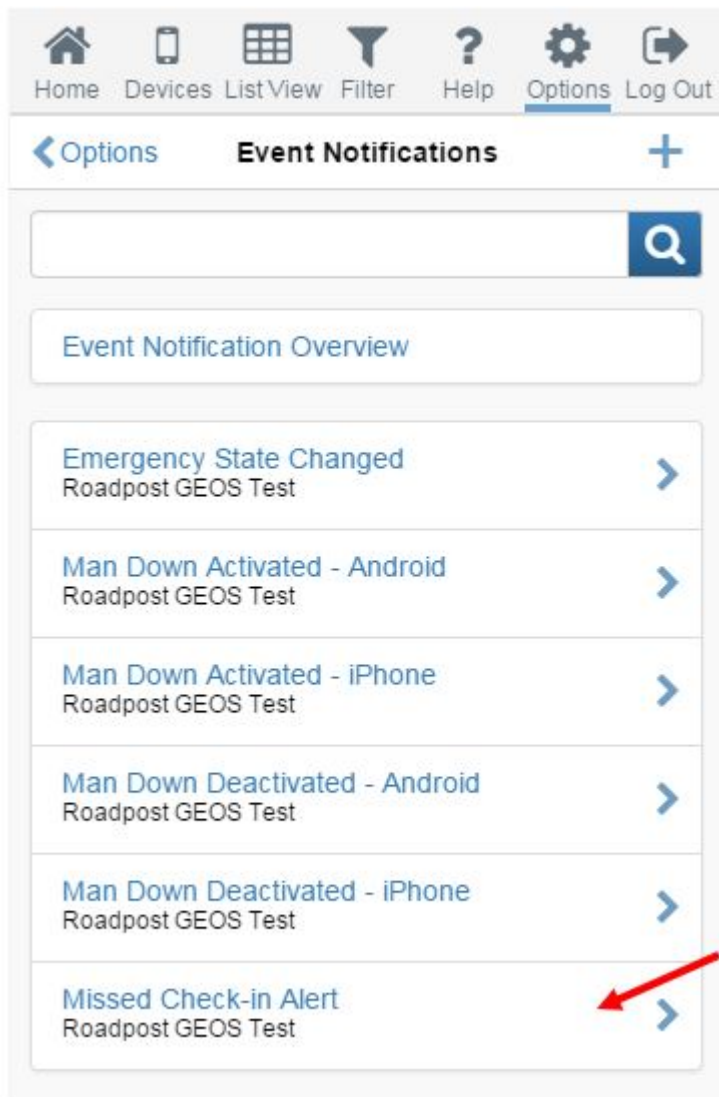 Home Devices List View Filter Help Options Log Out
Options Event Notifications +
Event Notification Overview
Emergency State Changed
Roadpost GEOS Test
Man Down Activated - Android
Roadpost GEOS Test
Man Down Activated - iPhone
Roadpost GEOS Test
Man Down Deactivated - Android
Roadpost GEOS Test
Man Down Deactivated - iPhone
Roadpost GEOS Test
Missed Check-in Alert
Roadpost GEOS Test